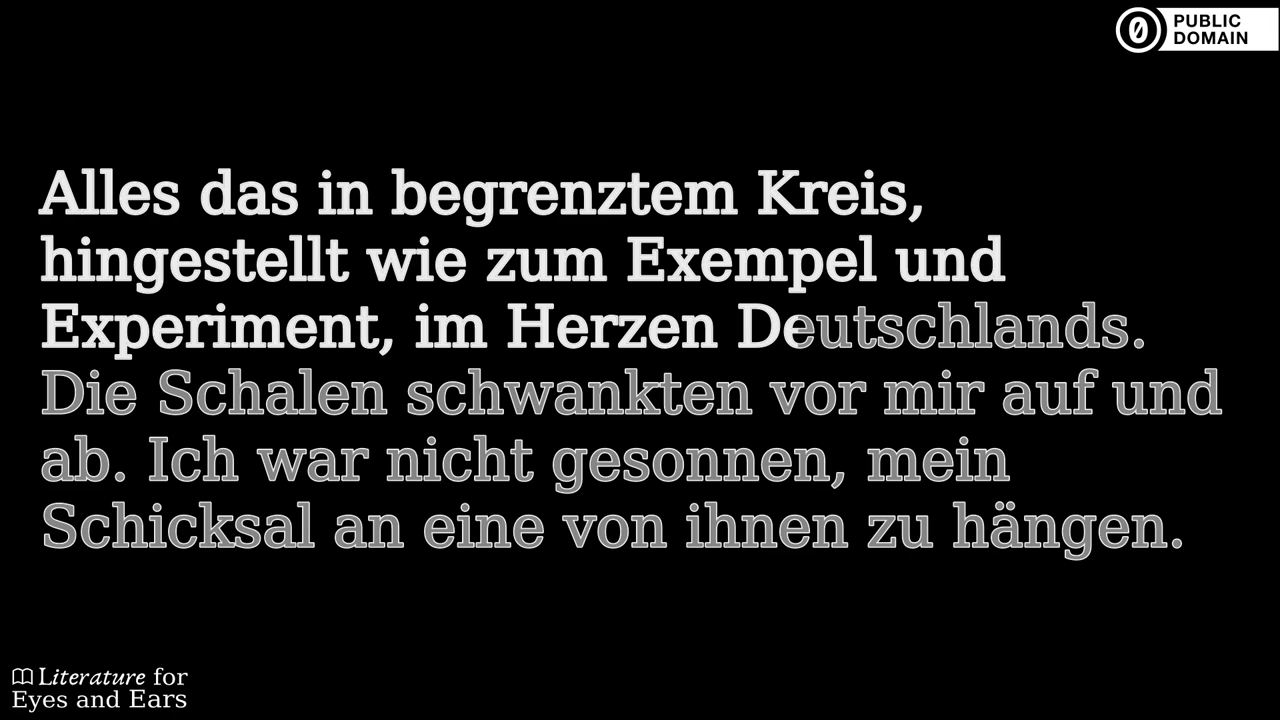 PUBLIC
DOMAIN
Alles das in begrenztem Kreis,
hingestellt wie zum Exempel und
Experiment, im Herzen Deutschlands.
Die Schalen schwankten vor mir auf und
ab. Ich war nicht gesonnen, mein
Schicksal an eine von ihnen zu hängen.
Literature for
Eyes and Ears